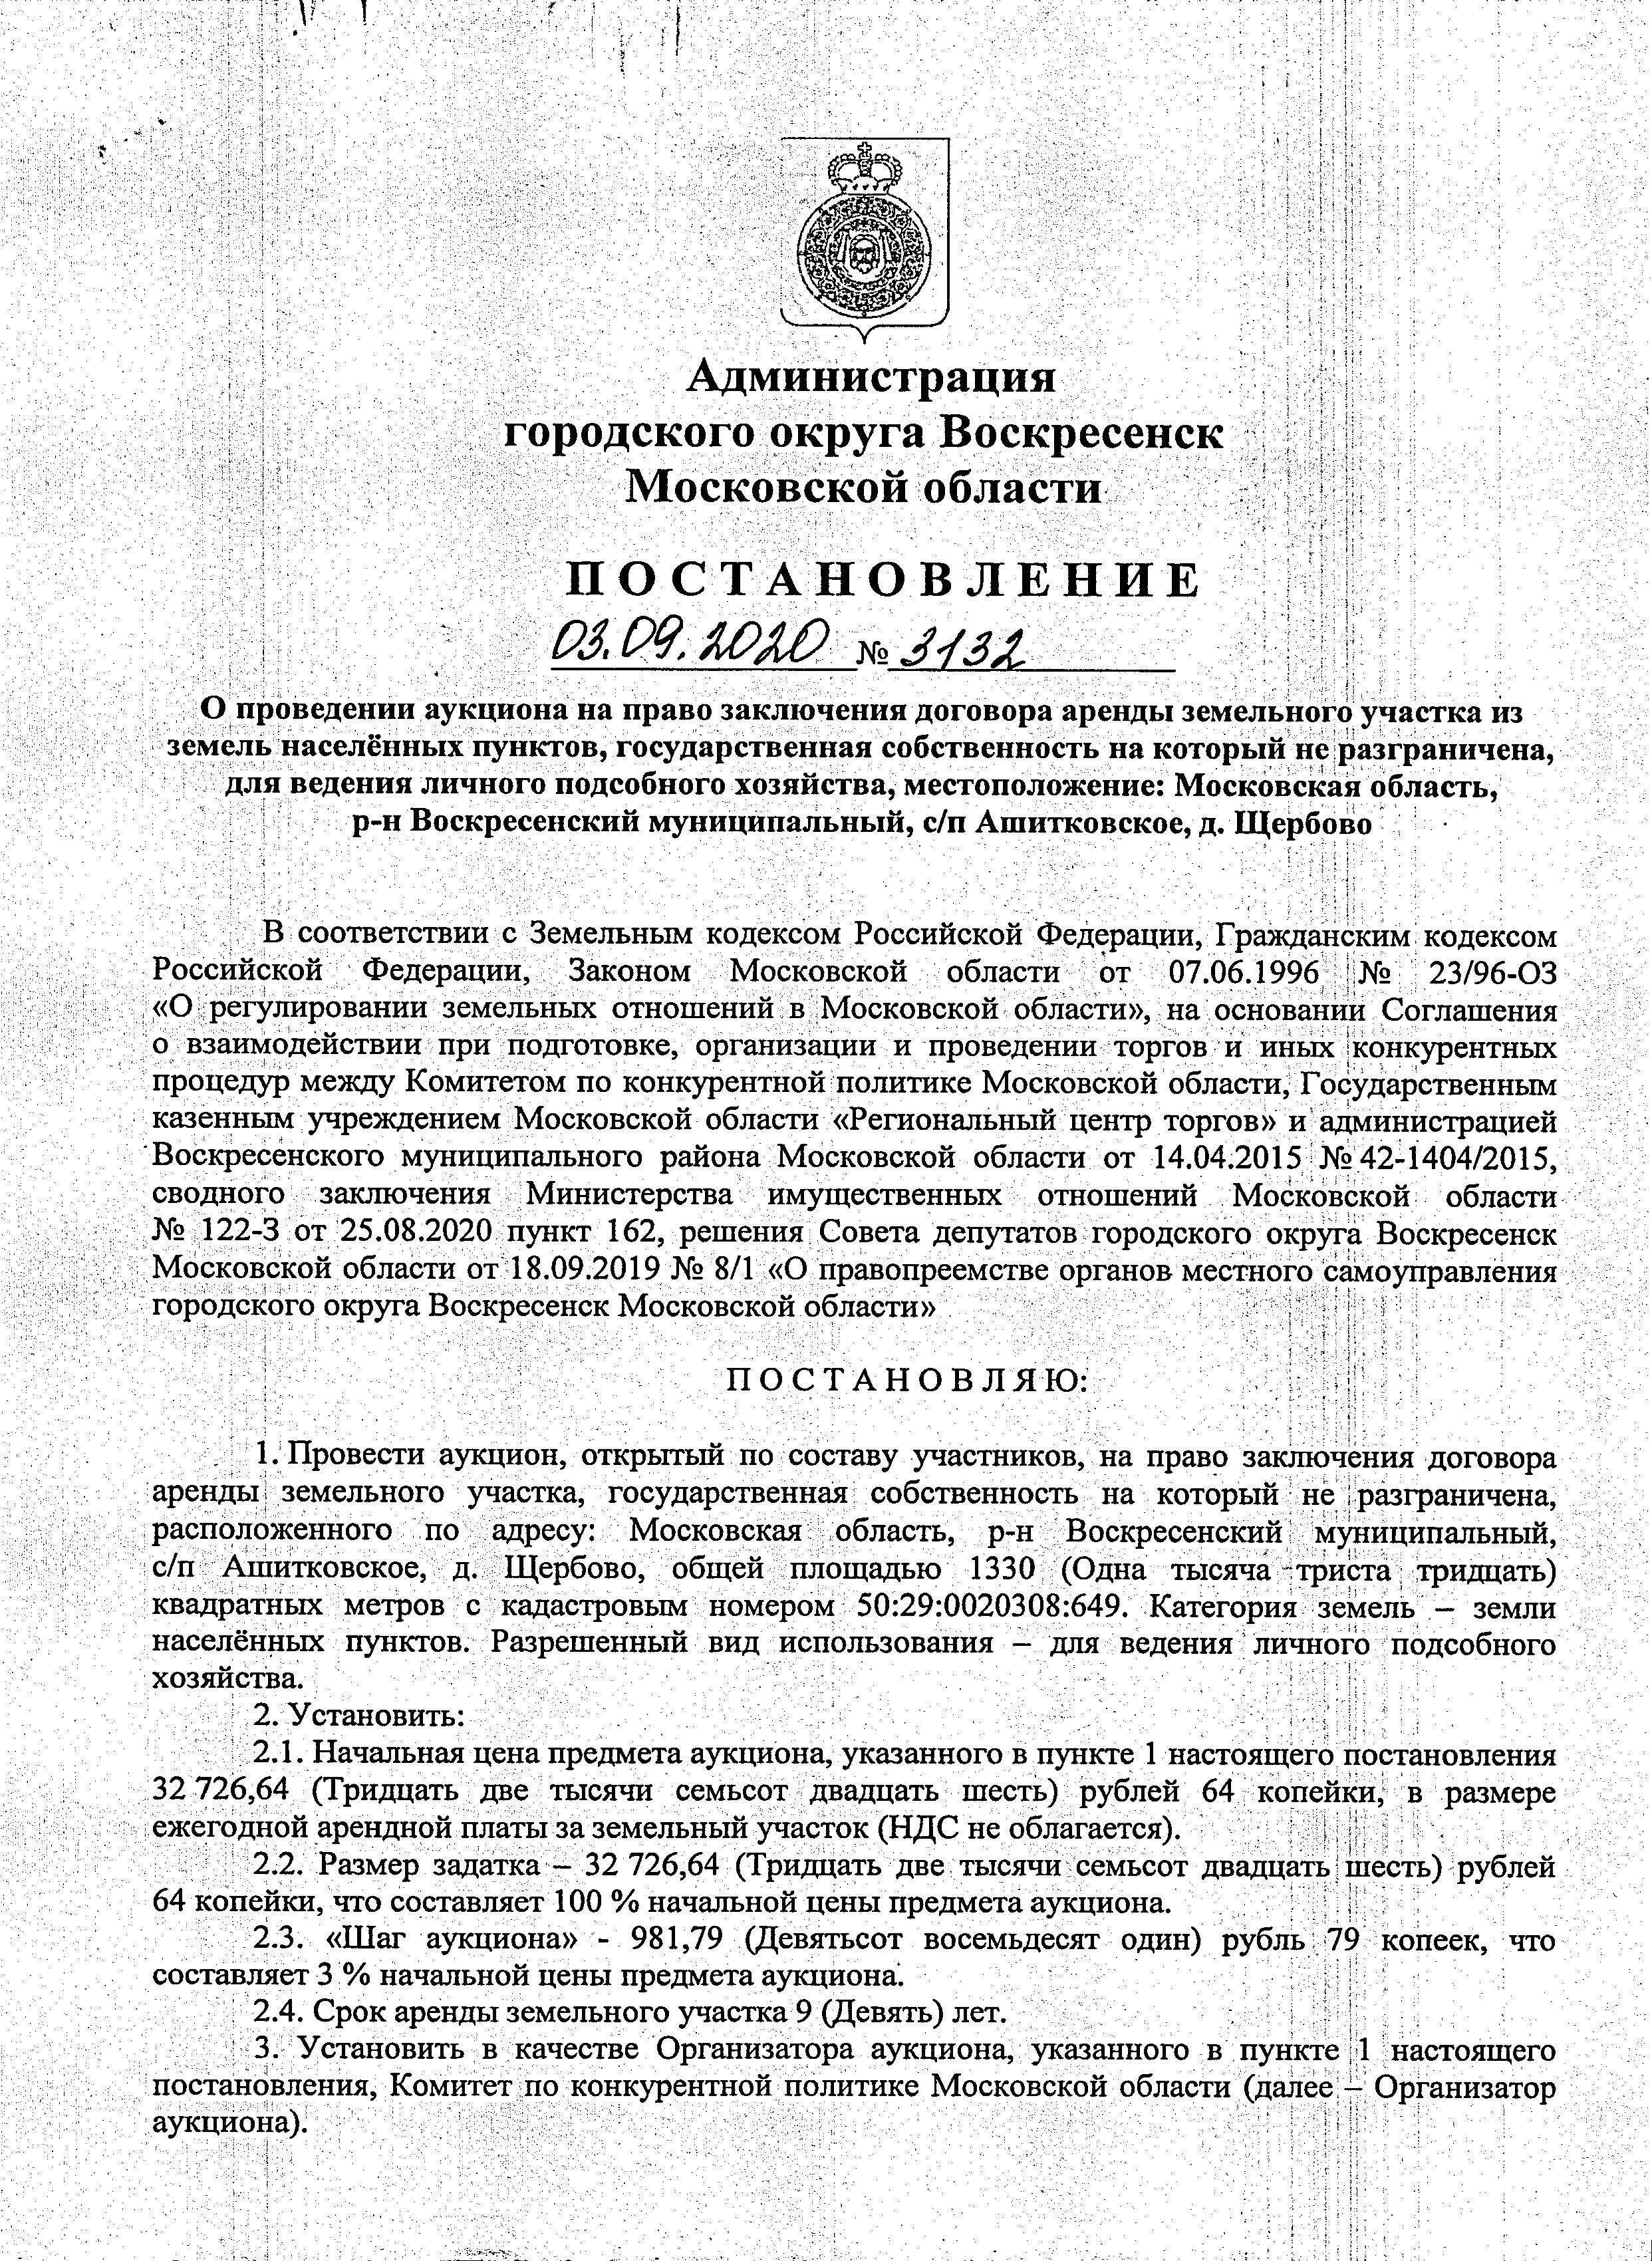 Администрация
городского округа Воскресенск
Московской области
П О С Т А Н О В Л Е Н И Е
03.09.2020 № 3132
О проведении аукциона на право заключения договора аренды земельного участка из
земель населённых пунктов, государственная собственность на который не разграничена,
для ведения личного подсобного хозяйства, местоположение: Московская область,
р-н Воскресенский муниципальный, с/п Ашитковское, д. Щербово
В соответствии с Земельным кодексом Российской Федерации, Гражданским кодексом
Российской Федерации, Законом Московской области от 07.06.1996 № 23/96-ОЗ
«О регулировании земельных отношений в Московской области», на основании Соглашения
о взаимодействии при подготовке, организации и проведении торгов и иных конкурентных
процедур между Комитетом по конкурентной политике Московской области, Государственным
казенным учреждением Московской области «Региональный центр торгов» и администрацией
Воскресенского муниципального района Московской области от 14.04.2015 № 42-1404/2015,
сводного заключения Министерства имущественных отношений Московской области
№ 122-З от 25.08.2020 пункт 162, решения Совета депутатов городского округа Воскресенск
Московской области от 18.09.2019 № 8/1 «О правопреемстве органов местного самоуправления
городского округа Воскресенск Московской области»
П О С Т А Н О В Л Я Ю:
1. Провести аукцион, открытый по составу участников, на право заключения договора
аренды земельного участка, государственная собственность на который не разграничена,
расположенного по адресу: Московская область, р-н Воскресенский муниципальный,
с/п Ашитковское, д. Щербово, общей площадью 1330 (Одна тысяча триста тридцать)
квадратных метров с кадастровым номером 50:29:0020308:649. Категория земель – земли
населённых пунктов. Разрешенный вид использования – для ведения личного подсобного
хозяйства.
2. Установить:
2.1. Начальная цена предмета аукциона, указанного в пункте 1 настоящего постановления
32 726,64 (Тридцать две тысячи семьсот двадцать шесть) рублей 64 копейки, в размере
ежегодной арендной платы за земельный участок (НДС не облагается).
2.2. Размер задатка – 32 726,64 (Тридцать две тысячи семьсот двадцать шесть) рублей
64 копейки, что составляет 100 % начальной цены предмета аукциона.
2.3. «Шаг аукциона» - 981,79 (Девятьсот восемьдесят один) рубль 79 копеек, что
составляет 3 % начальной цены предмета аукциона.
2.4. Срок аренды земельного участка 9 (Девять) лет.
3. Установить в качестве Организатора аукциона, указанного в пункте 1 настоящего
постановления, Комитет по конкурентной политике Московской области (далее – Организатор
аукциона).